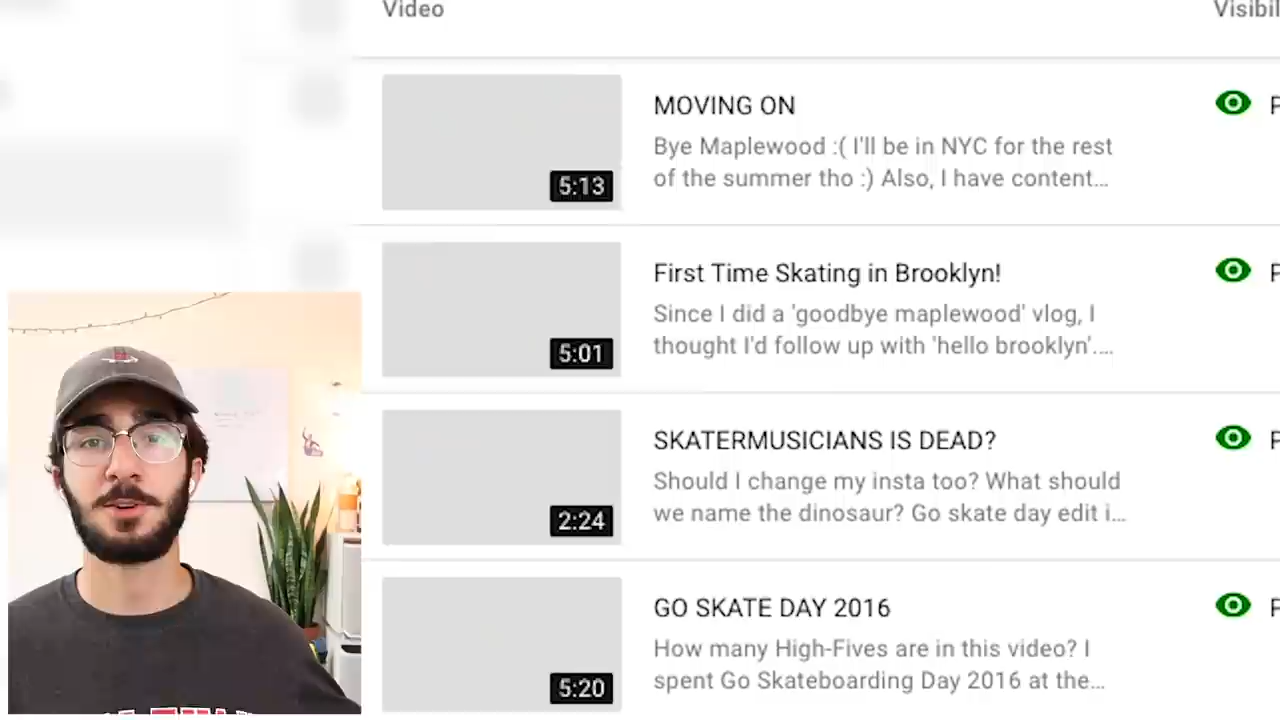 Video
Visibil
MOVING ON
Bye Maplewood :( I'll be in NYC for the rest
of the summer tho :) Also, I have content...
5:13
P
First Time Skating in Brooklyn!
Since I did a 'goodbye maplewood' vlog, I
thought I'd follow up with 'hello brooklyn'....
5:01
P
SKATERMUSICIANS IS DEAD?
Should I change my insta too? What should
we name the dinosaur? Go skate day edit i...
2:24
P
GO SKATE DAY 2016
How many High-Fives are in this video? I
spent Go Skateboarding Day 2016 at the...
5:20
P